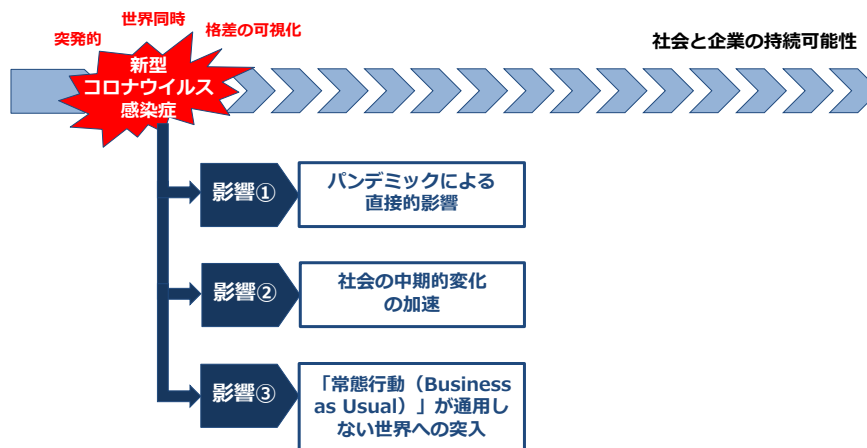 世界同時
突発的
格差の可視化
社会と企業の持続可能性
新型
コロナウイルス
感染症
影響①
パンデミックによる
直接的影響
影響②
社会の中期的変化
の加速
影響③
「常態行動（Business
as Usual）」が通用し
ない世界への突入